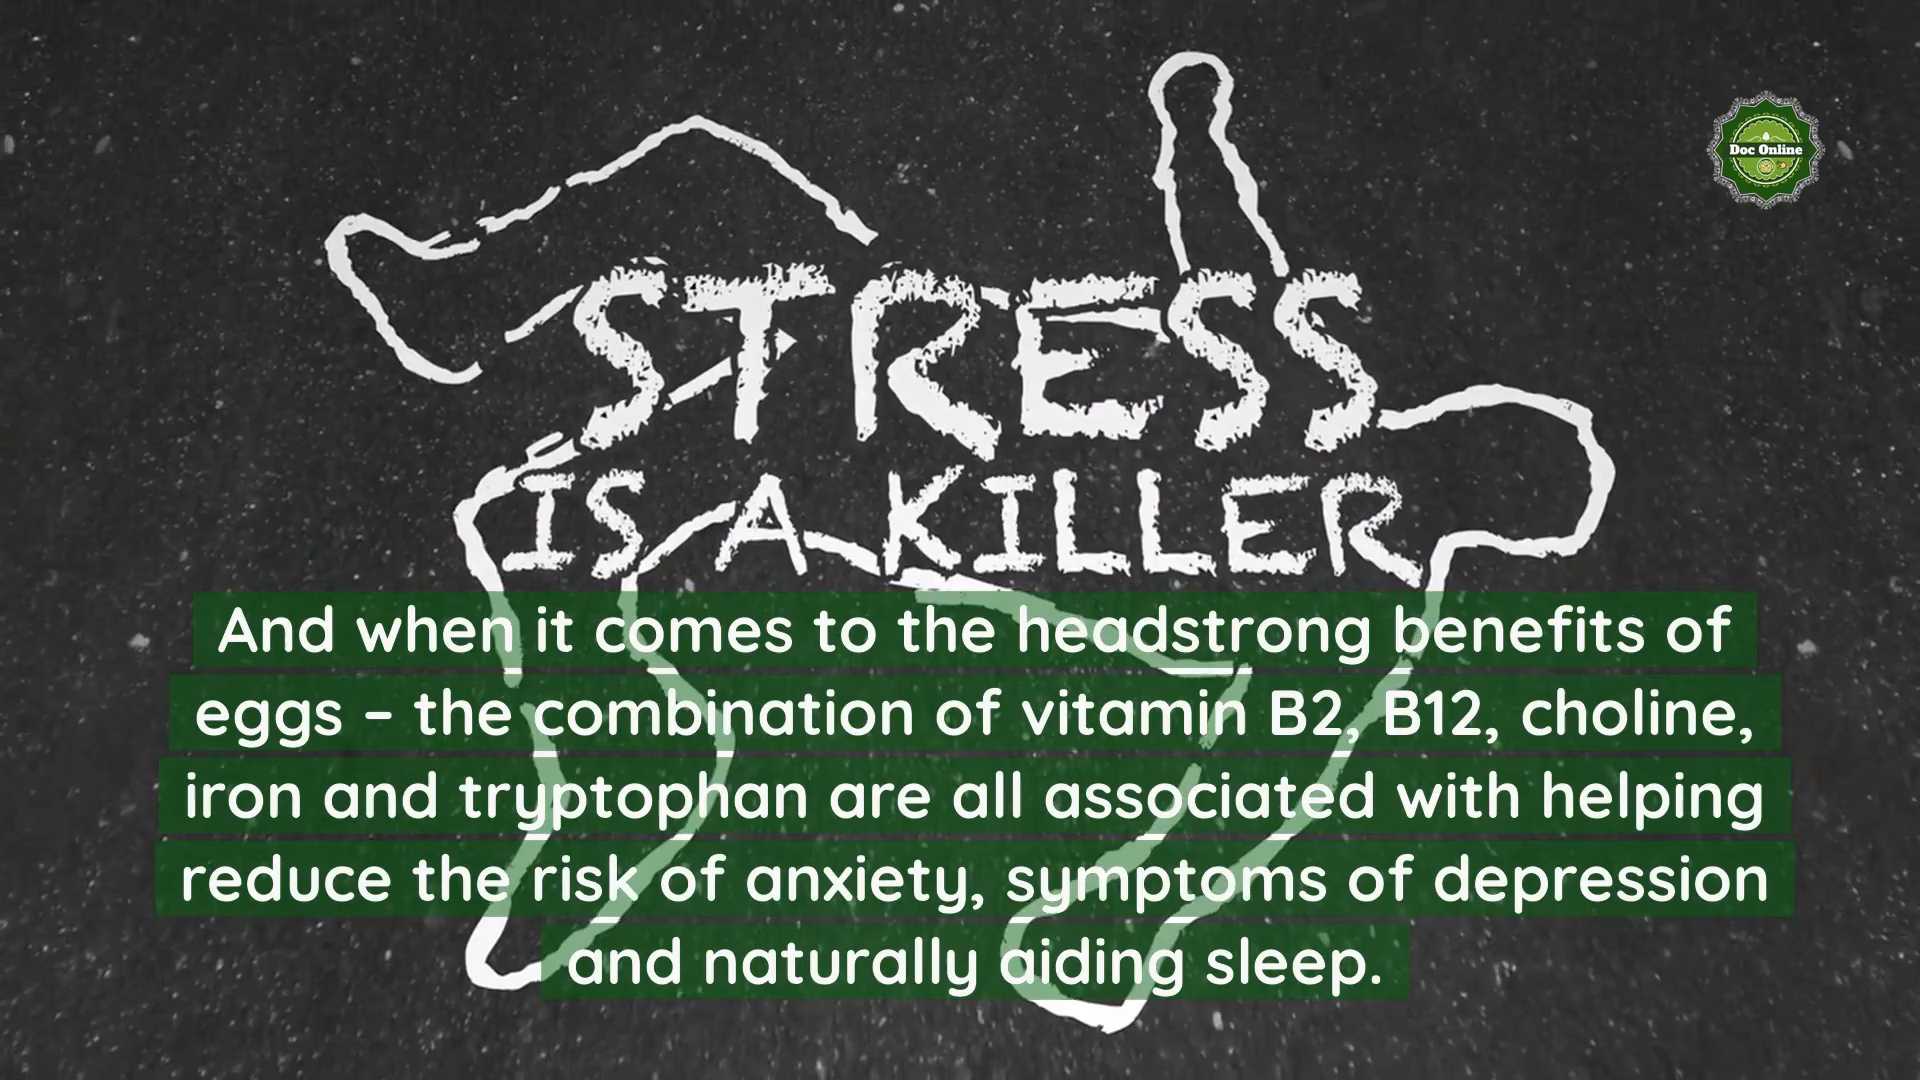 Doc Online
STRESS
IS A KILLER
And when it comes to the headstrong benefits of
eggs – the combination of vitamin B2, B12, choline,
iron and tryptophan are all associated with helping
reduce the risk of anxiety, symptoms of depression
and naturally aiding sleep.